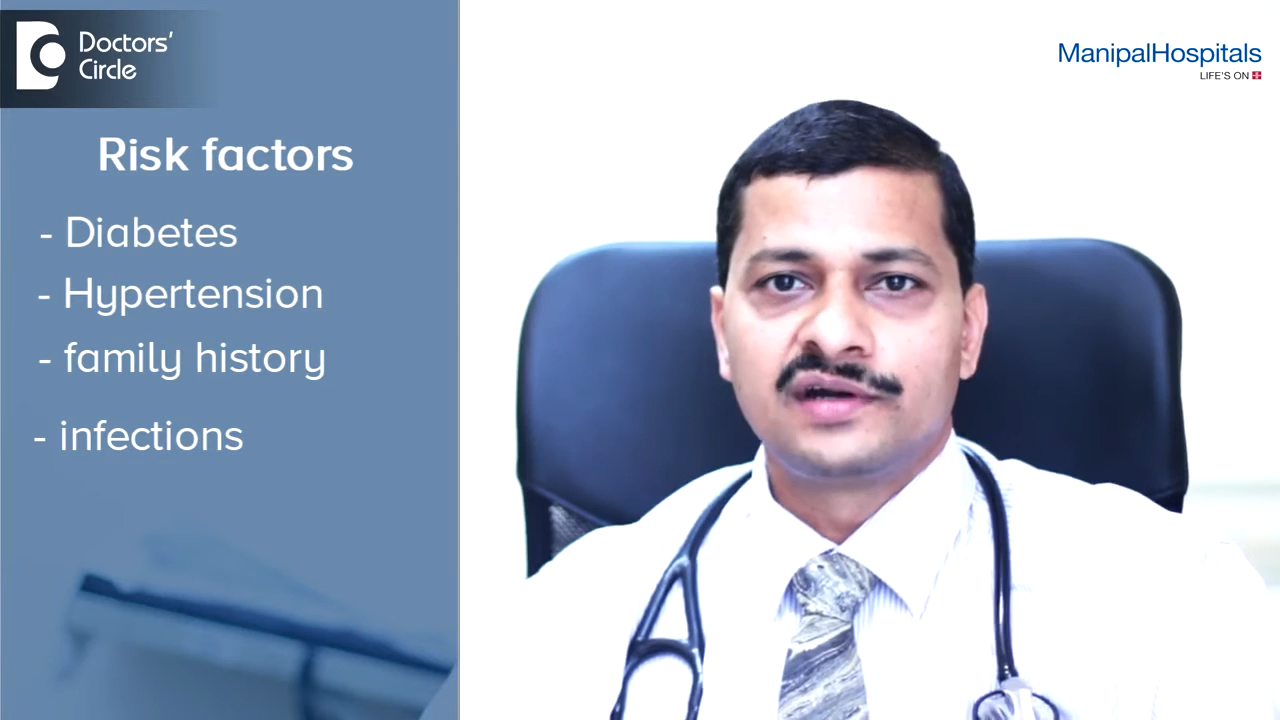 Doctors'
Circle
ManipalHospitals
LIFE'S ON
Risk factors
- Diabetes
- Hypertension
- family history
- infections